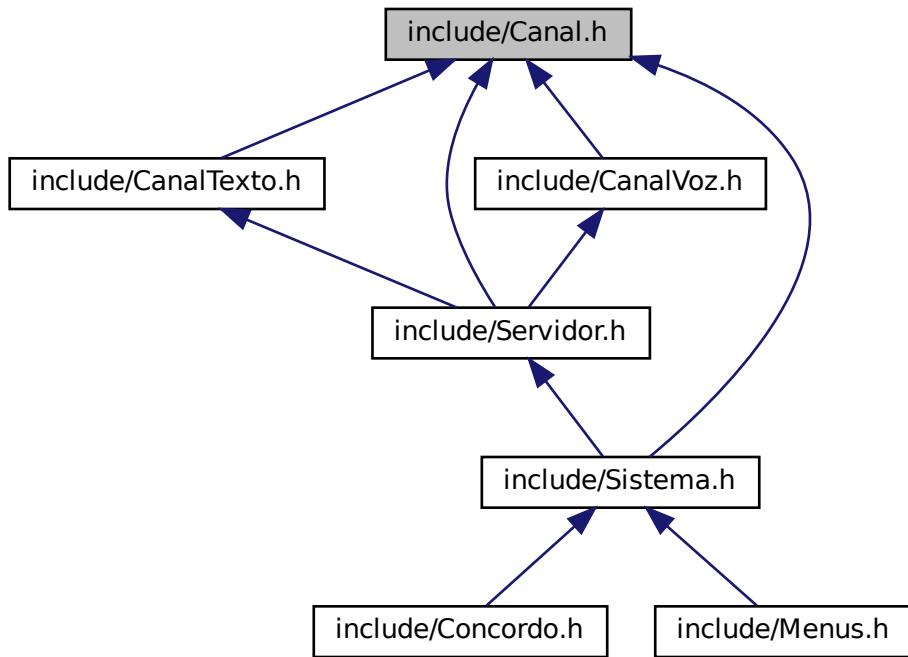 include/Canal.h
include/CanalTexto.h
include/CanalVoz.h
include/Servidor.h
include/Sistema.h
include/Concordo.h
include/Menus.h